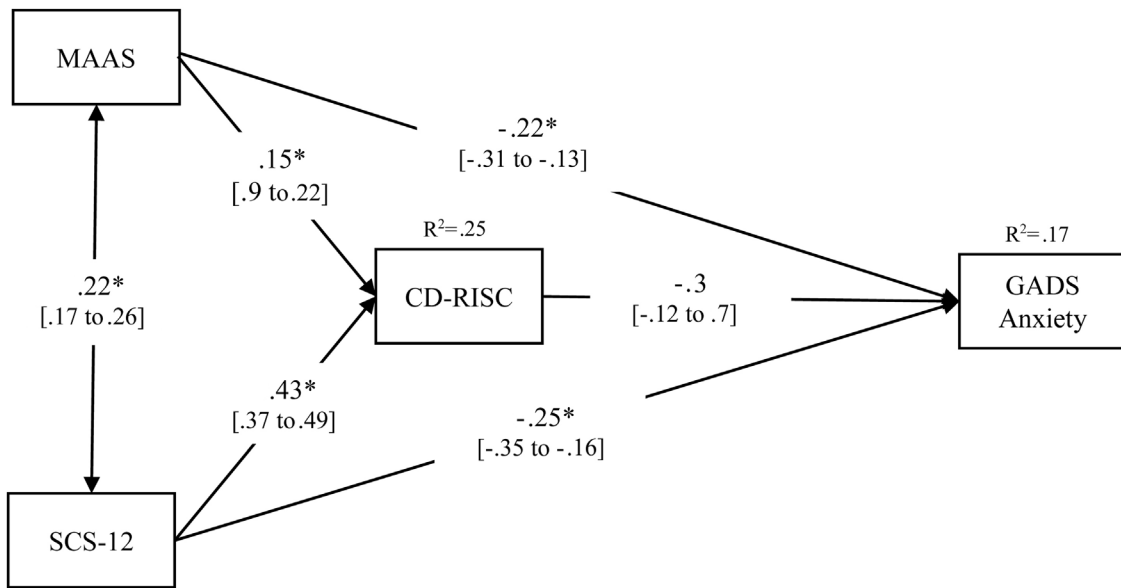 MAAS
-.22*
[-.31 to -.13]
.15*
[.9 to.22]
R²=.25
R²=.17
.22*
[.17 to.26]
CD-RISC
-.3
[-.12 to .7]
GADS
Anxiety
.43*
[.37 to.49]
-.25*
[-.35 to -.16]
SCS-12